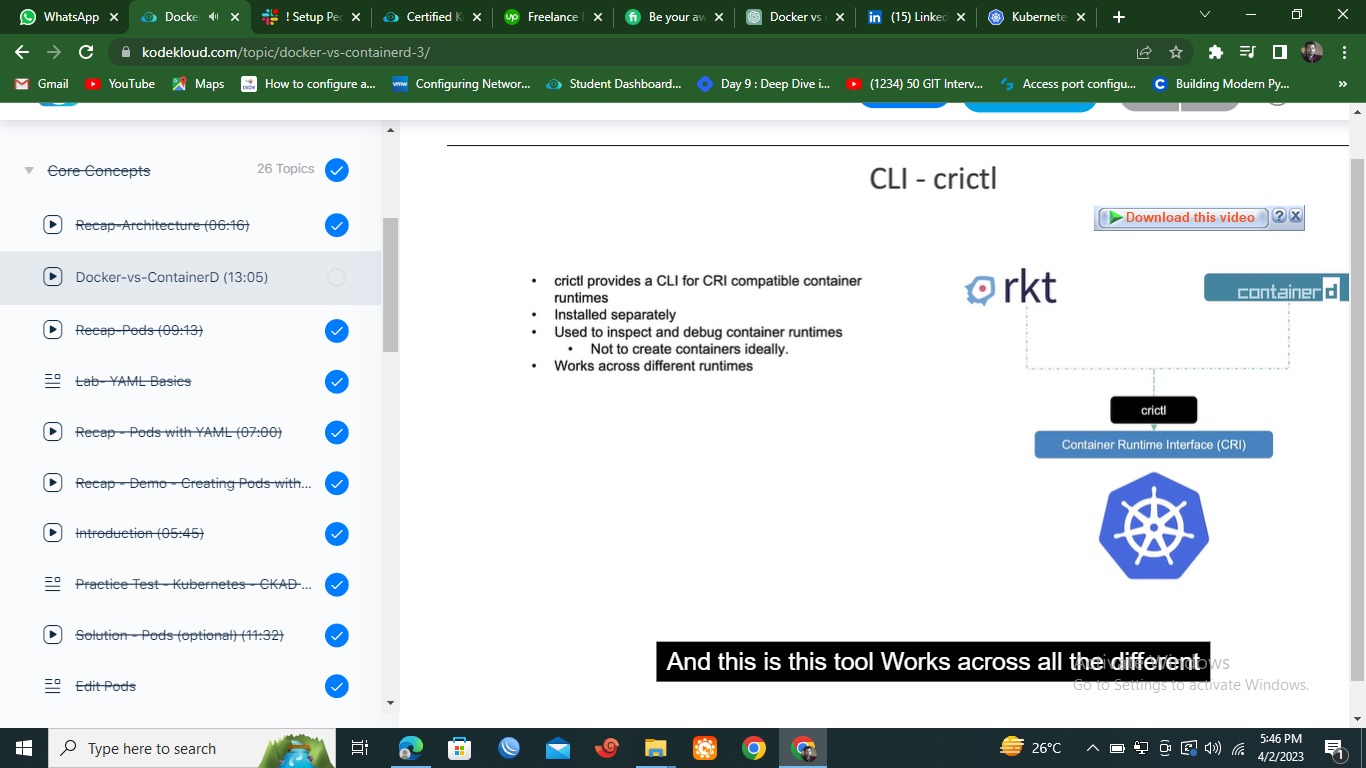 WhatsApp
Docke
! Setup Pec
Certified K
Freelance
Be your aw
Docker vs
(15) Linked
Kubernete
kodekloud.com/topic/docker-vs-containerd-3/
Gmail
YouTube
Maps
How to configure a...
Configuring Networ...
Student Dashboard...
Day 9 : Deep Dive i...
(1234) 50 GIT Interv...
Access port configu...
Building Modern Py...
»
Core Concepts
26 Topics
Recap-Architecture (06:16)
Docker-vs-ContainerD (13:05)
Recap-Pods (09:13)
Lab- YAML Basics
Recap - Pods with YAML (07:00)
Recap - Demo - Creating Pods with...
Introduction (05:45)
Practice Test - Kubernetes - CKAD ...
Solution - Pods (optional) (11:32)
Edit Pods
CLI - crictl
Download this video
? X
• crictl provides a CLI for CRI compatible container
runtimes
• Installed separately
• Used to inspect and debug container runtimes
• Not to create containers ideally.
• Works across different runtimes
rkt
containerd
crictl
Container Runtime Interface (CRI)
And this is this tool Works across all the different
Activate Windows
Go to Settings to activate Windows.
Type here to search
26°C
5:46 PM
4/2/2023
1